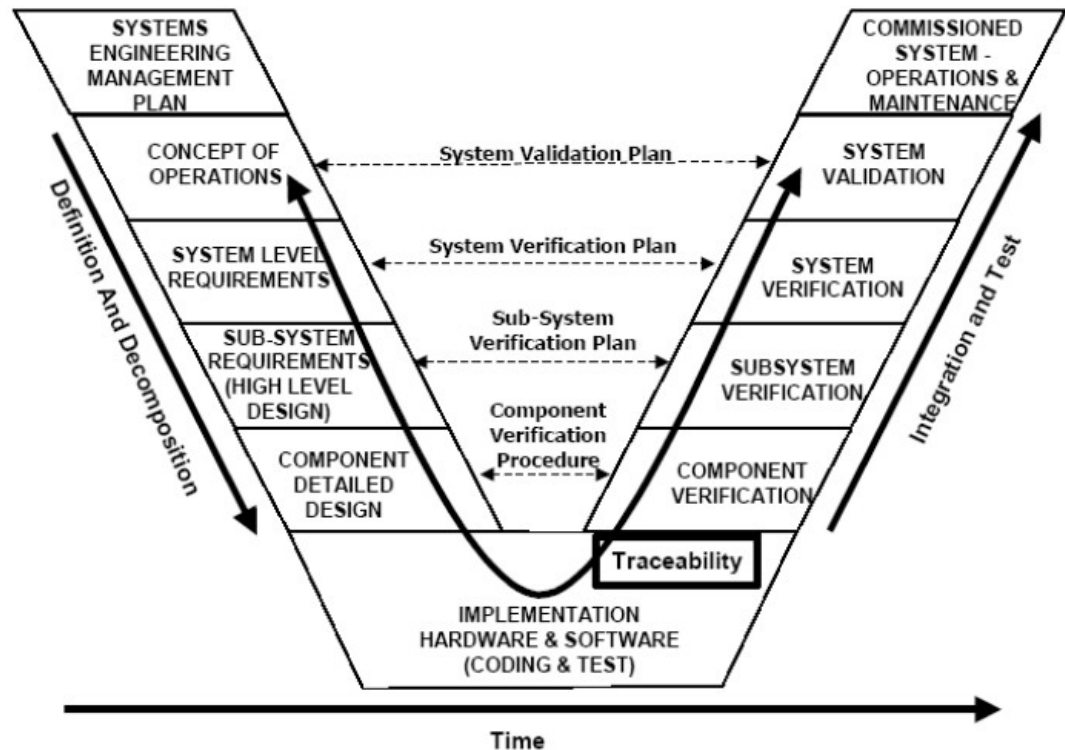 SYSTEMS
ENGINEERING
MANAGEMENT
PLAN
COMMISSIONED
SYSTEM -
OPERATIONS &
MAINTENANCE
CONCEPT OF
OPERATIONS
System Validation Plan
SYSTEM
VALIDATION
SYSTEM LEVEL
REQUIREMENTS
System Verification Plan
SYSTEM
VERIFICATION
SUB-SYSTEM
REQUIREMENTS
(HIGH LEVEL
DESIGN)
Sub-System
Verification Plan
SUBSYSTEM
VERIFICATION
COMPONENT
DETAILED
DESIGN
Component
Verification
Procedure
COMPONENT
VERIFICATION
Definition And Decomposition
Integration and Test
Traceability
IMPLEMENTATION
HARDWARE & SOFTWARE
(CODING & TEST)
Time